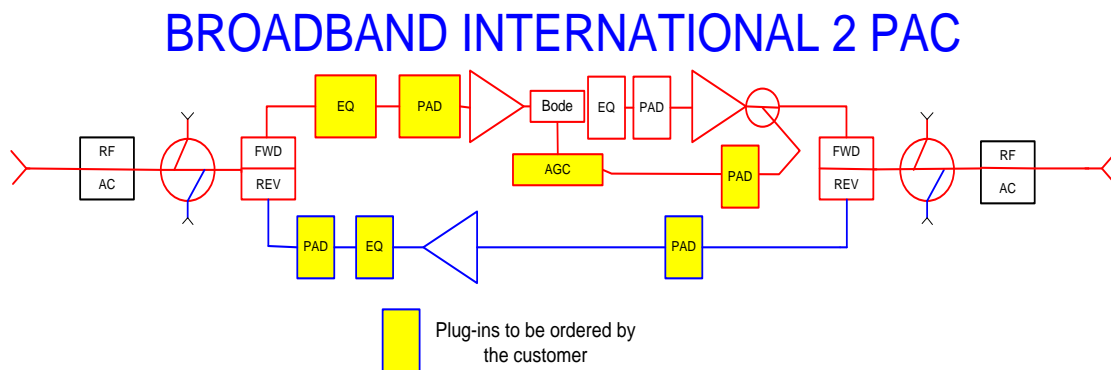 BROADBAND INTERNATIONAL 2 PAC
EQ
PAD
Bode
EQ
PAD
RF
AC
FWD
REV
AGC
PAD
FWD
REV
RF
AC
PAD
EQ
PAD
Plug-ins to be ordered by
the customer